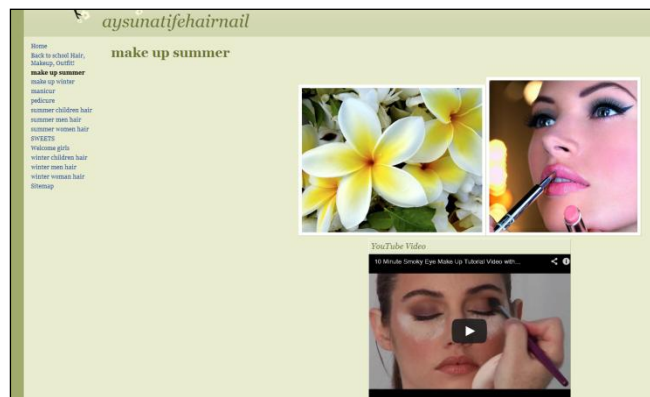 aysunatifehairnail
Home
Back to school Hair,
Makeup, Outfit!
make up summer
make up winter
manicur
pedicure
summer children hair
summer men hair
summer women hair
SWEETS
Welcome girls
winter children hair
winter men hair
winter woman hair
Sitemap
make up summer
YouTube Video
10 Minute Smoky Eye Make Up Tutorial Video with...